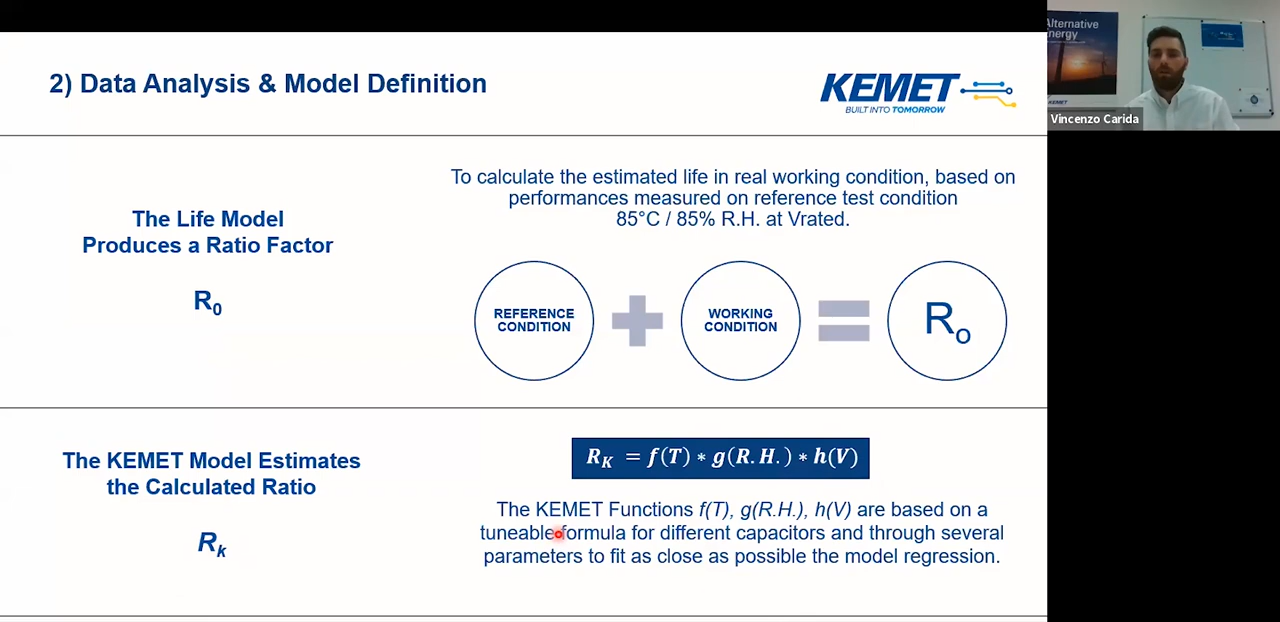 2) Data Analysis & Model Definition
KEMET
BUILT INTO TOMORROW
Alternative
Energy
KEMET
Vincenzo Carida
The Life Model
Produces a Ratio Factor
R0
To calculate the estimated life in real working condition, based on
performances measured on reference test condition
85°C / 85% R.H. at Vrated.
REFERENCE
CONDITION
+
WORKING
CONDITION
=
Ro
The KEMET Model Estimates
the Calculated Ratio
Rk
RK = f(T) * g(R.H.) * h(V)
The KEMET Functions f(T), g(R.H.), h(V) are based on a
tuneable formula for different capacitors and through several
parameters to fit as close as possible the model regression.